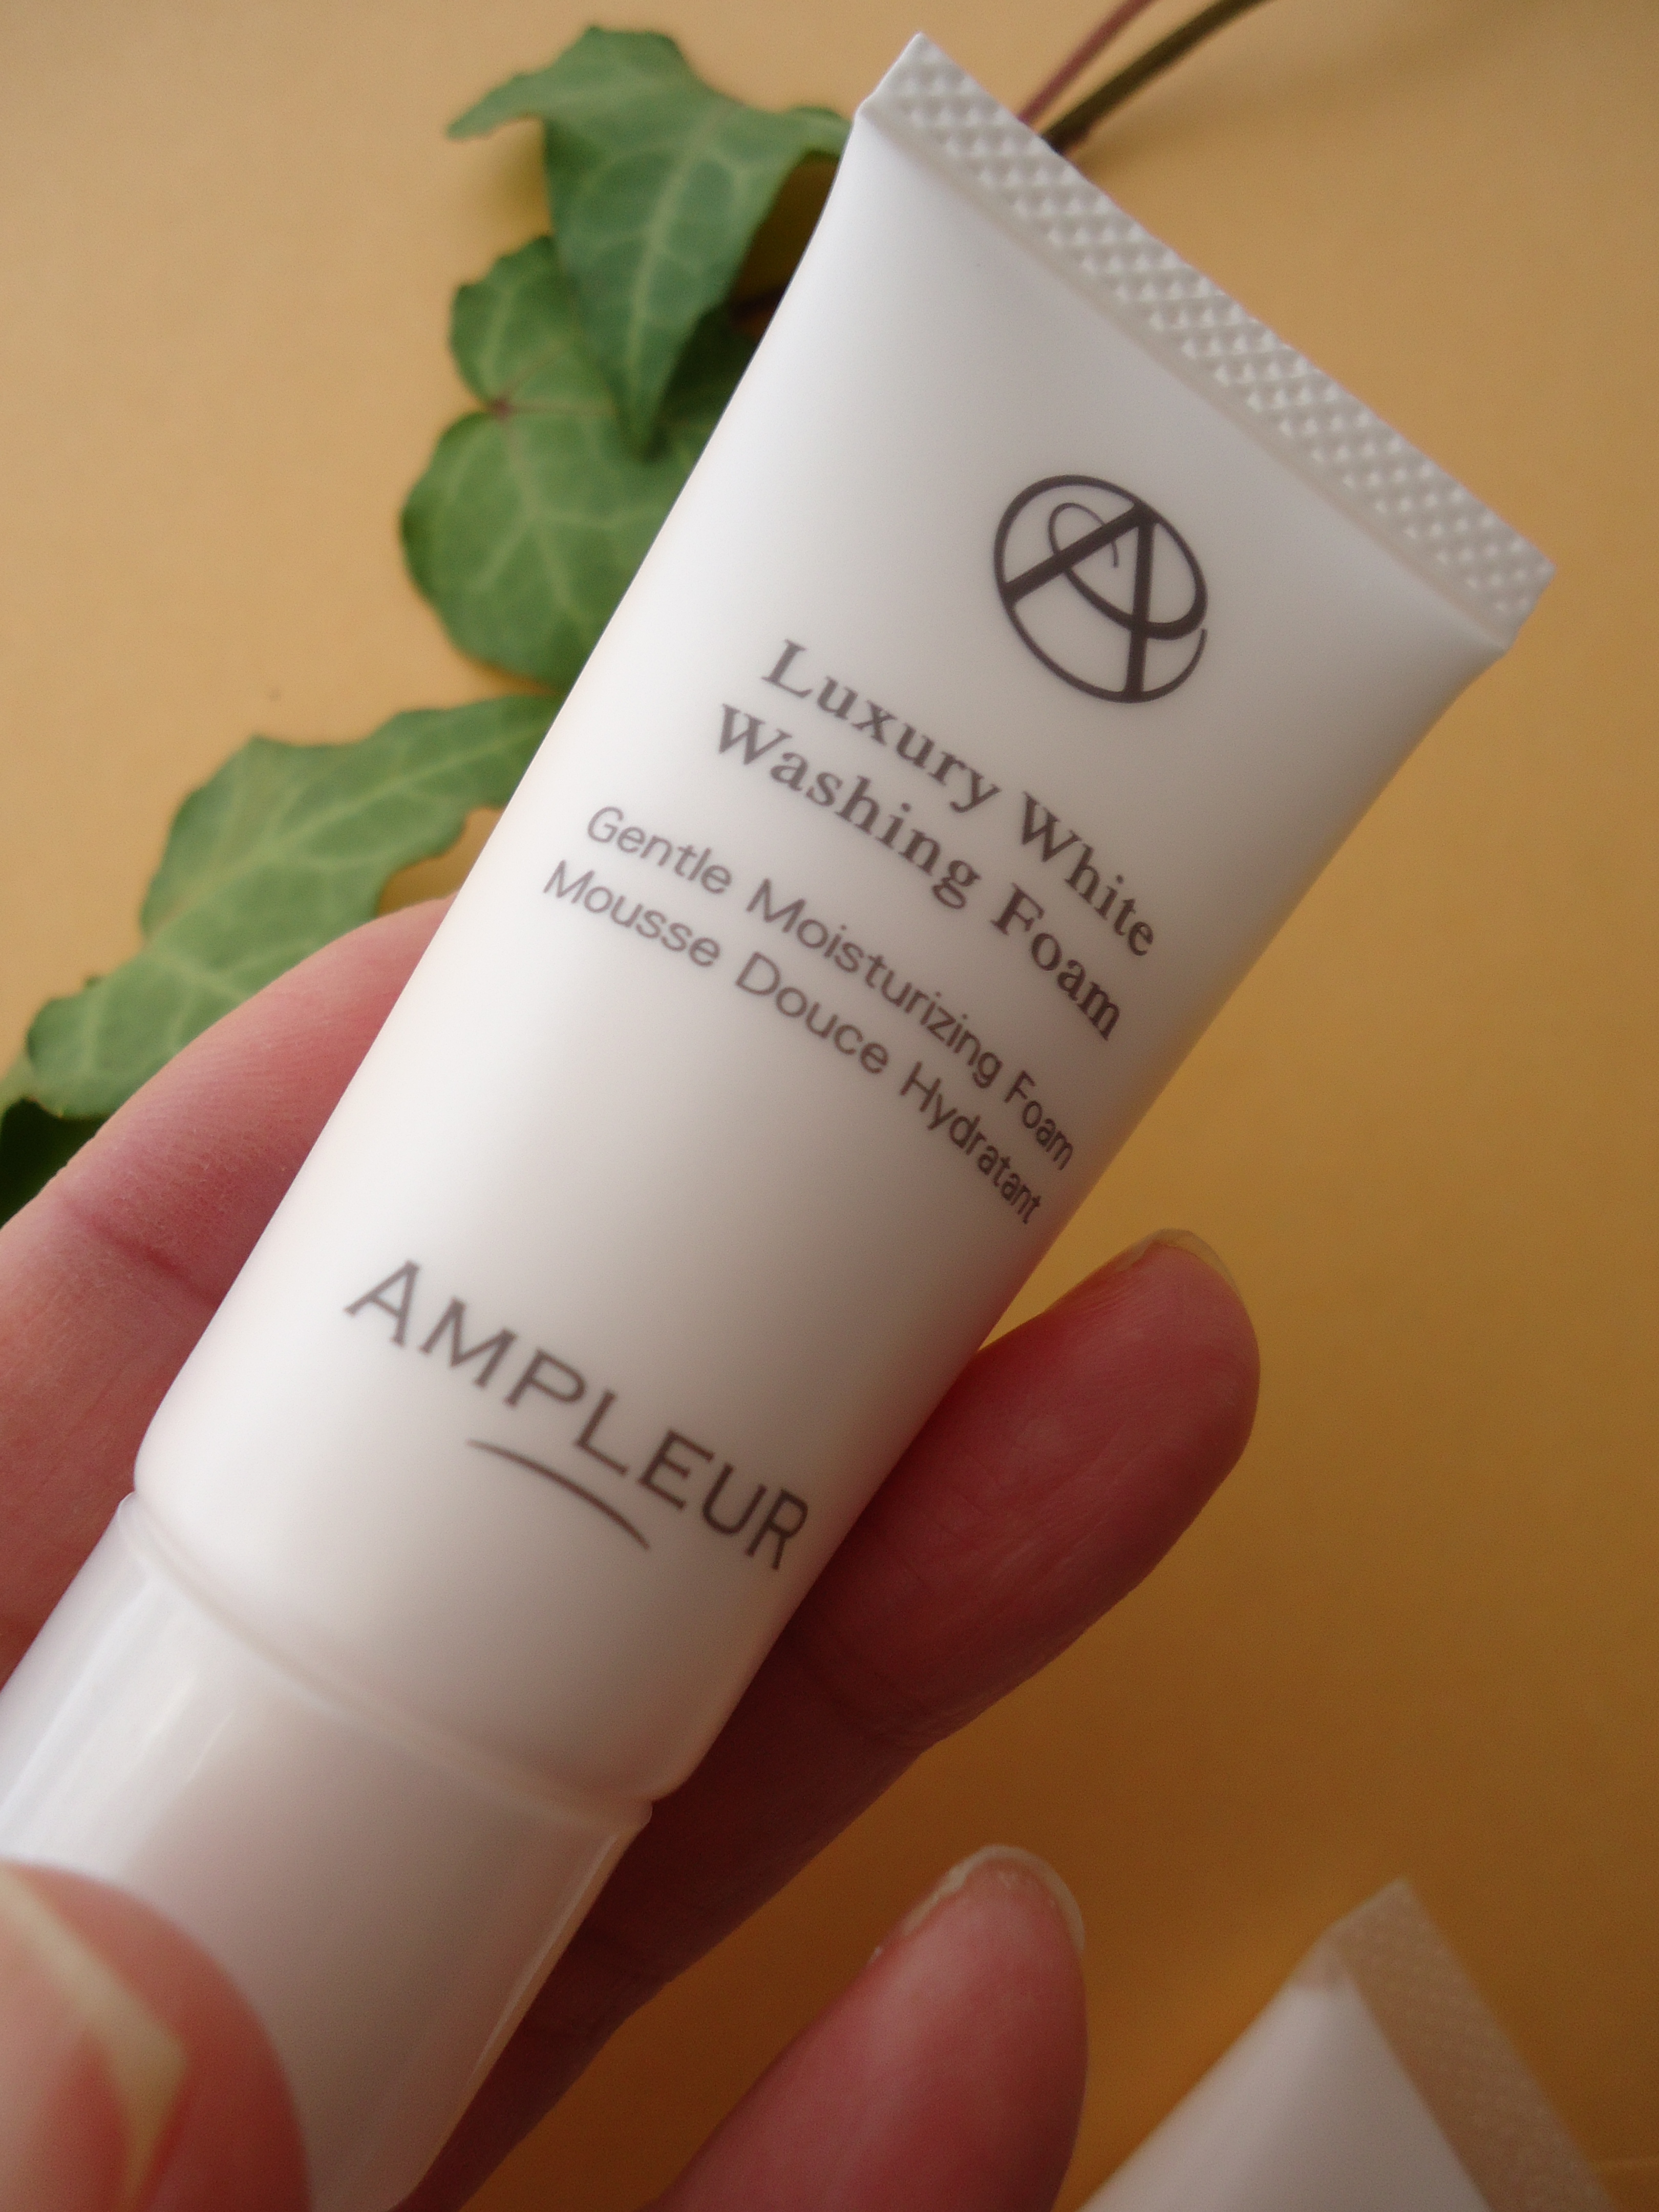 Luxury White
Washing Foam
Gentle Moisturizing Foam
Mousse Douce Hydratant
AMPLEUR